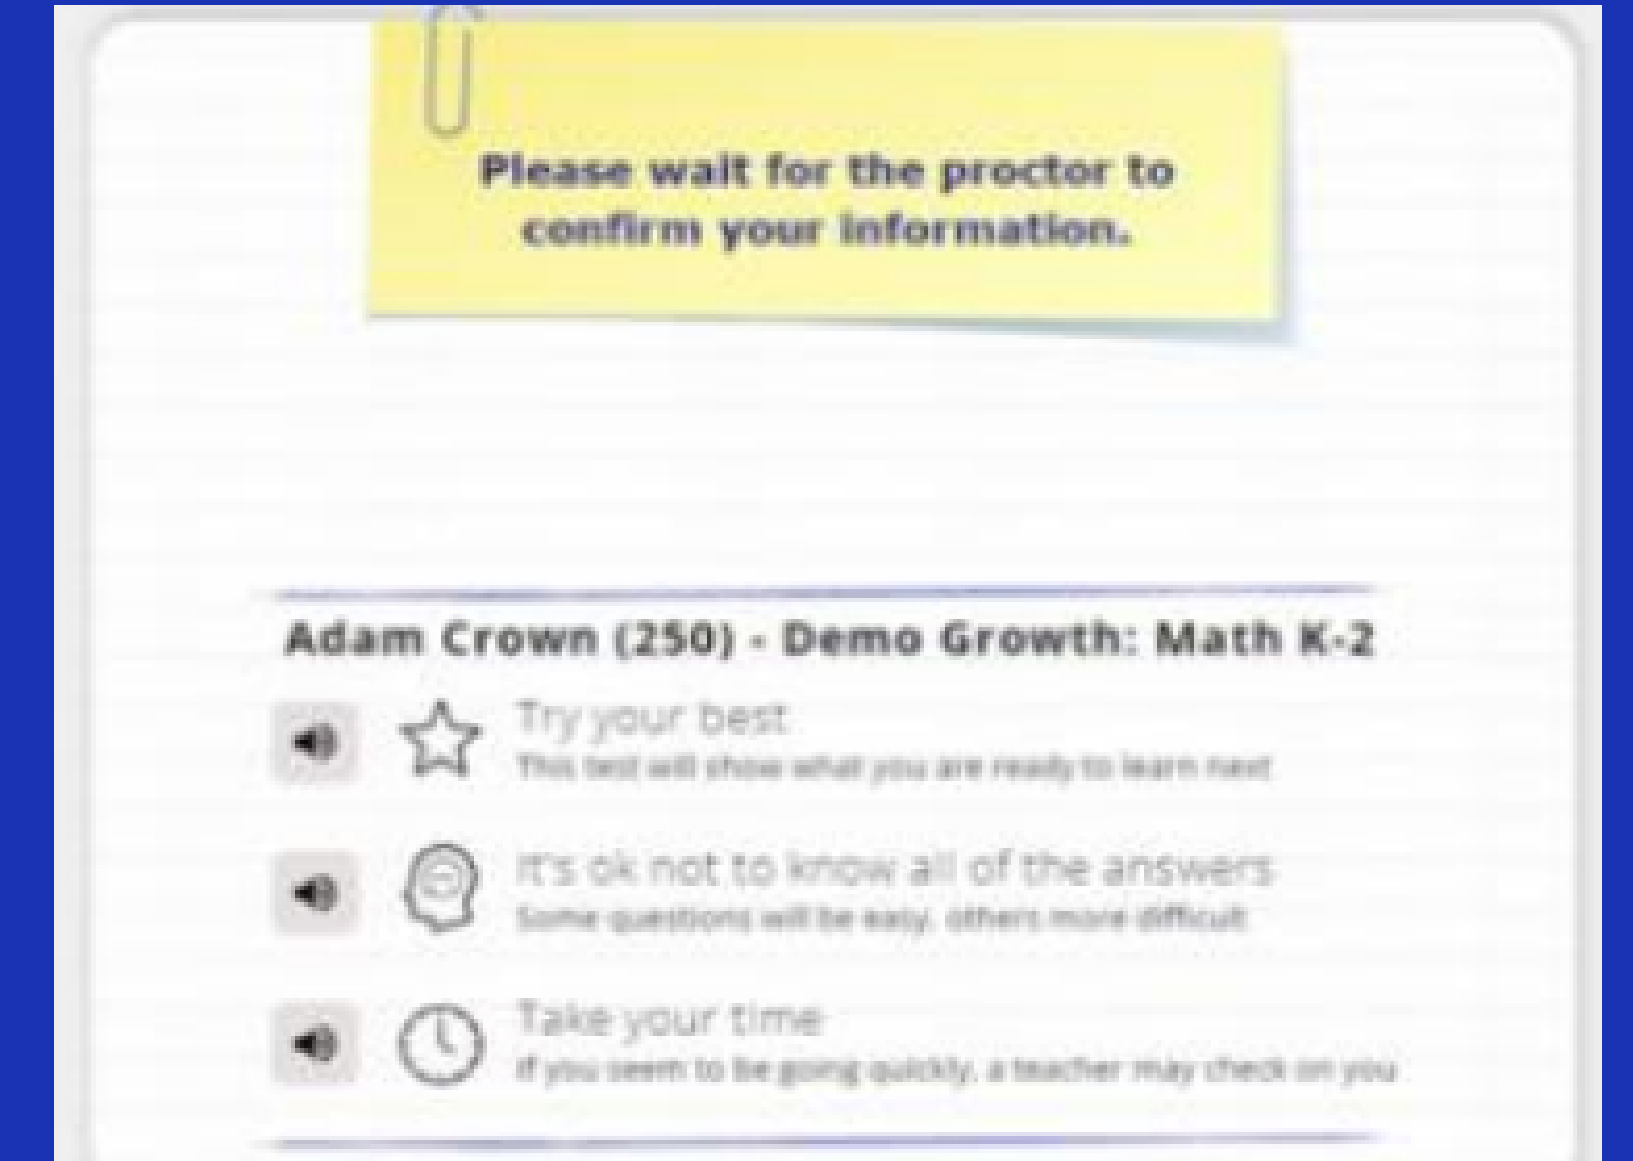 Please wait for the proctor to
confirm your information.
Adam Crown (250) - Demo Growth: Math K-2
Try your best
This test will show what you are ready to learn next
It's ok not to know all of the answers
Some questions will be easy, others more difficult
Take your time
If you seem to be going quickly, a teacher may check on you